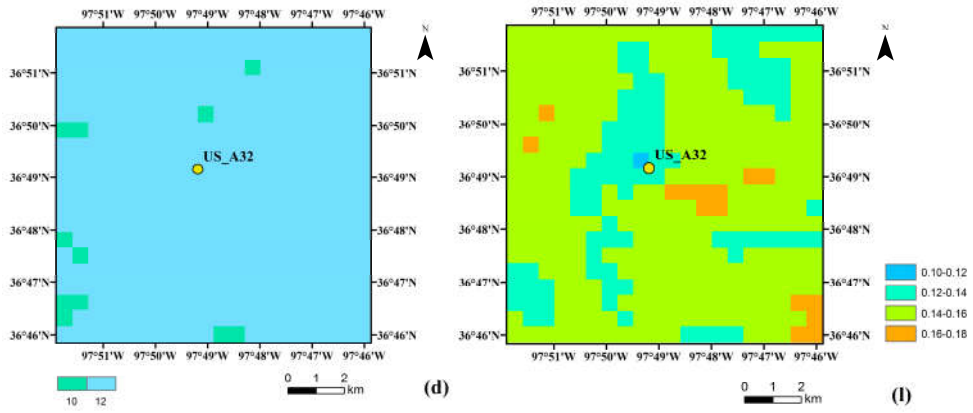 97°51'W 97°50'W 97°49'W 97°48'W 97°47'W 97°46'W
N
36°51'N 36°51'N
36°50'N 36°50'N
US_A32
36°49'N 36°49'N
36°48'N 36°48'N
36°47'N 36°47'N
36°46'N 36°46'N
97°51'W 97°50'W 97°49'W 97°48'W 97°47'W 97°46'W
10 12
0 1 2
km
(d)
97°51'W 97°50'W 97°49'W 97°48'W 97°47'W 97°46'W
N
36°51'N 36°51'N
36°50'N 36°50'N
US_A32
36°49'N 36°49'N
36°48'N 36°48'N
36°47'N 36°47'N
36°46'N 36°46'N
97°51'W 97°50'W 97°49'W 97°48'W 97°47'W 97°46'W
0.10-0.12
0.12-0.14
0.14-0.16
0.16-0.18
0 1 2
km
(l)